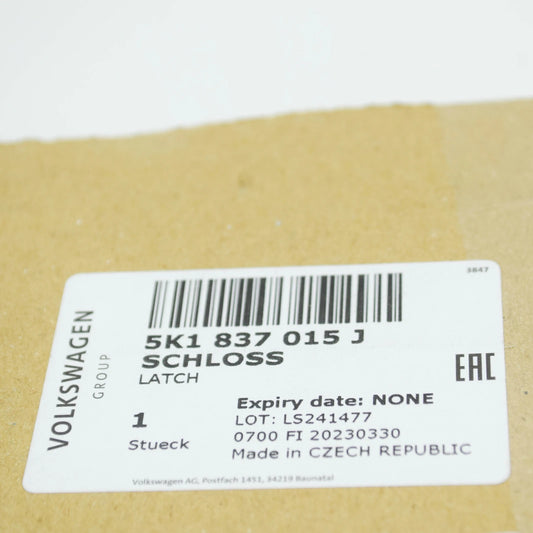 3847
VOLKSWAGEN
GROUP
5K1 837 015 J
SCHLOSS
LATCH
EAC
1
Stueck
Expiry date: NONE
LOT: LS241477
0700 FI 20230330
Made in CZECH REPUBLIC
Volkswagen AG, Postfach 1451, 34219 Baunatal